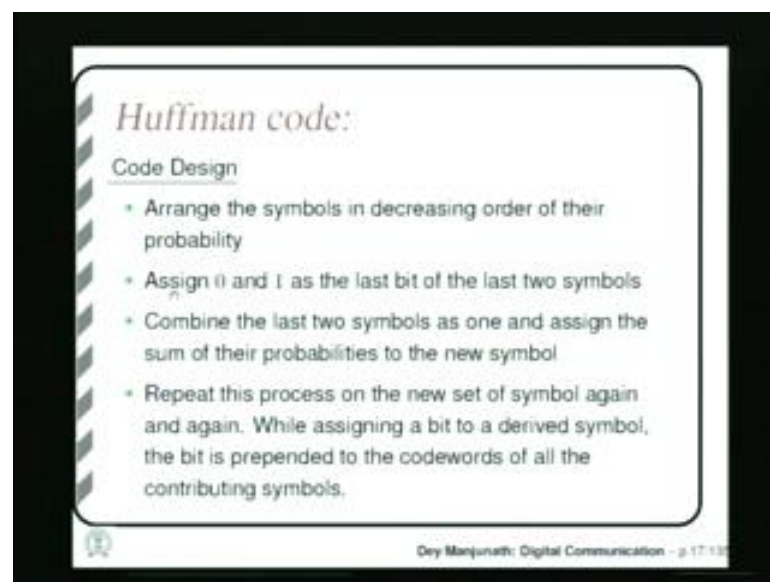 Huffman code:
Code Design
Arrange the symbols in decreasing order of their
probability
Assign 0 and 1 as the last bit of the last two symbols
Combine the last two symbols as one and assign the
sum of their probabilities to the new symbol
Repeat this process on the new set of symbol again
and again. While assigning a bit to a derived symbol,
the bit is prepended to the codewords of all the
contributing symbols.
Dey Manjunath: Digital Communication - p.17/135